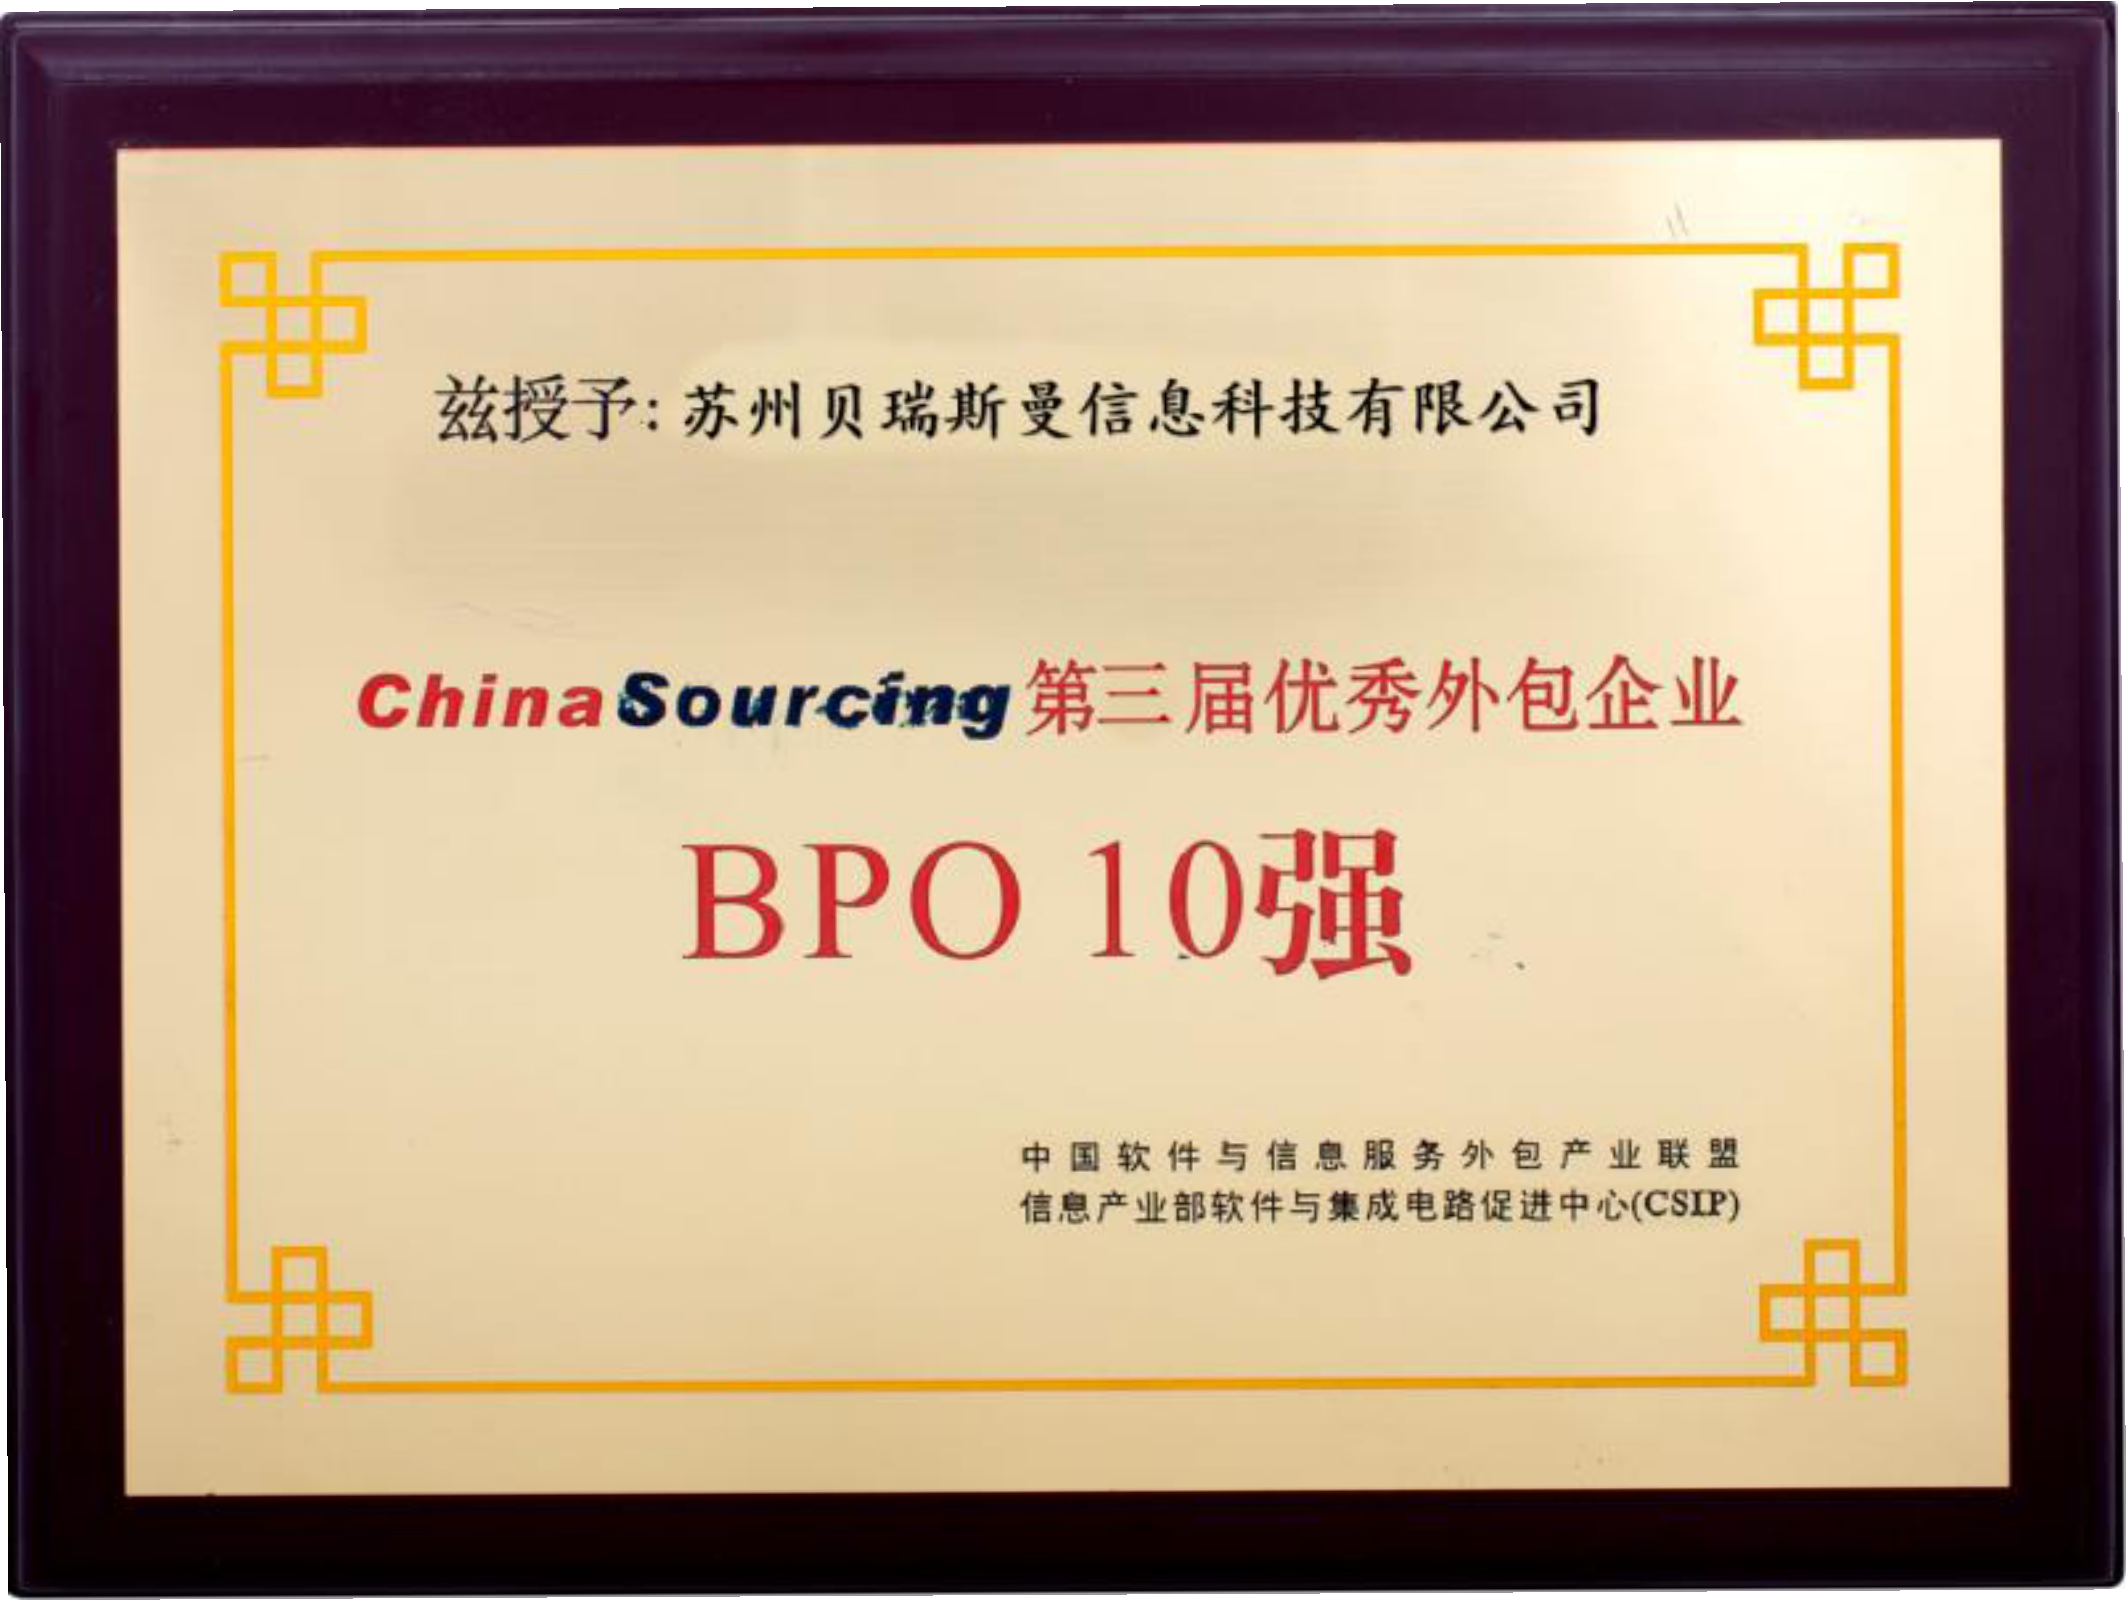 兹授予:苏州贝瑞斯曼信息科技有限公司
ChinaSourcing第三届优秀外包企业
BPO 10强
中国软件与信息服务外包产业联盟
信息产业部软件与集成电路促进中心(CSIP)